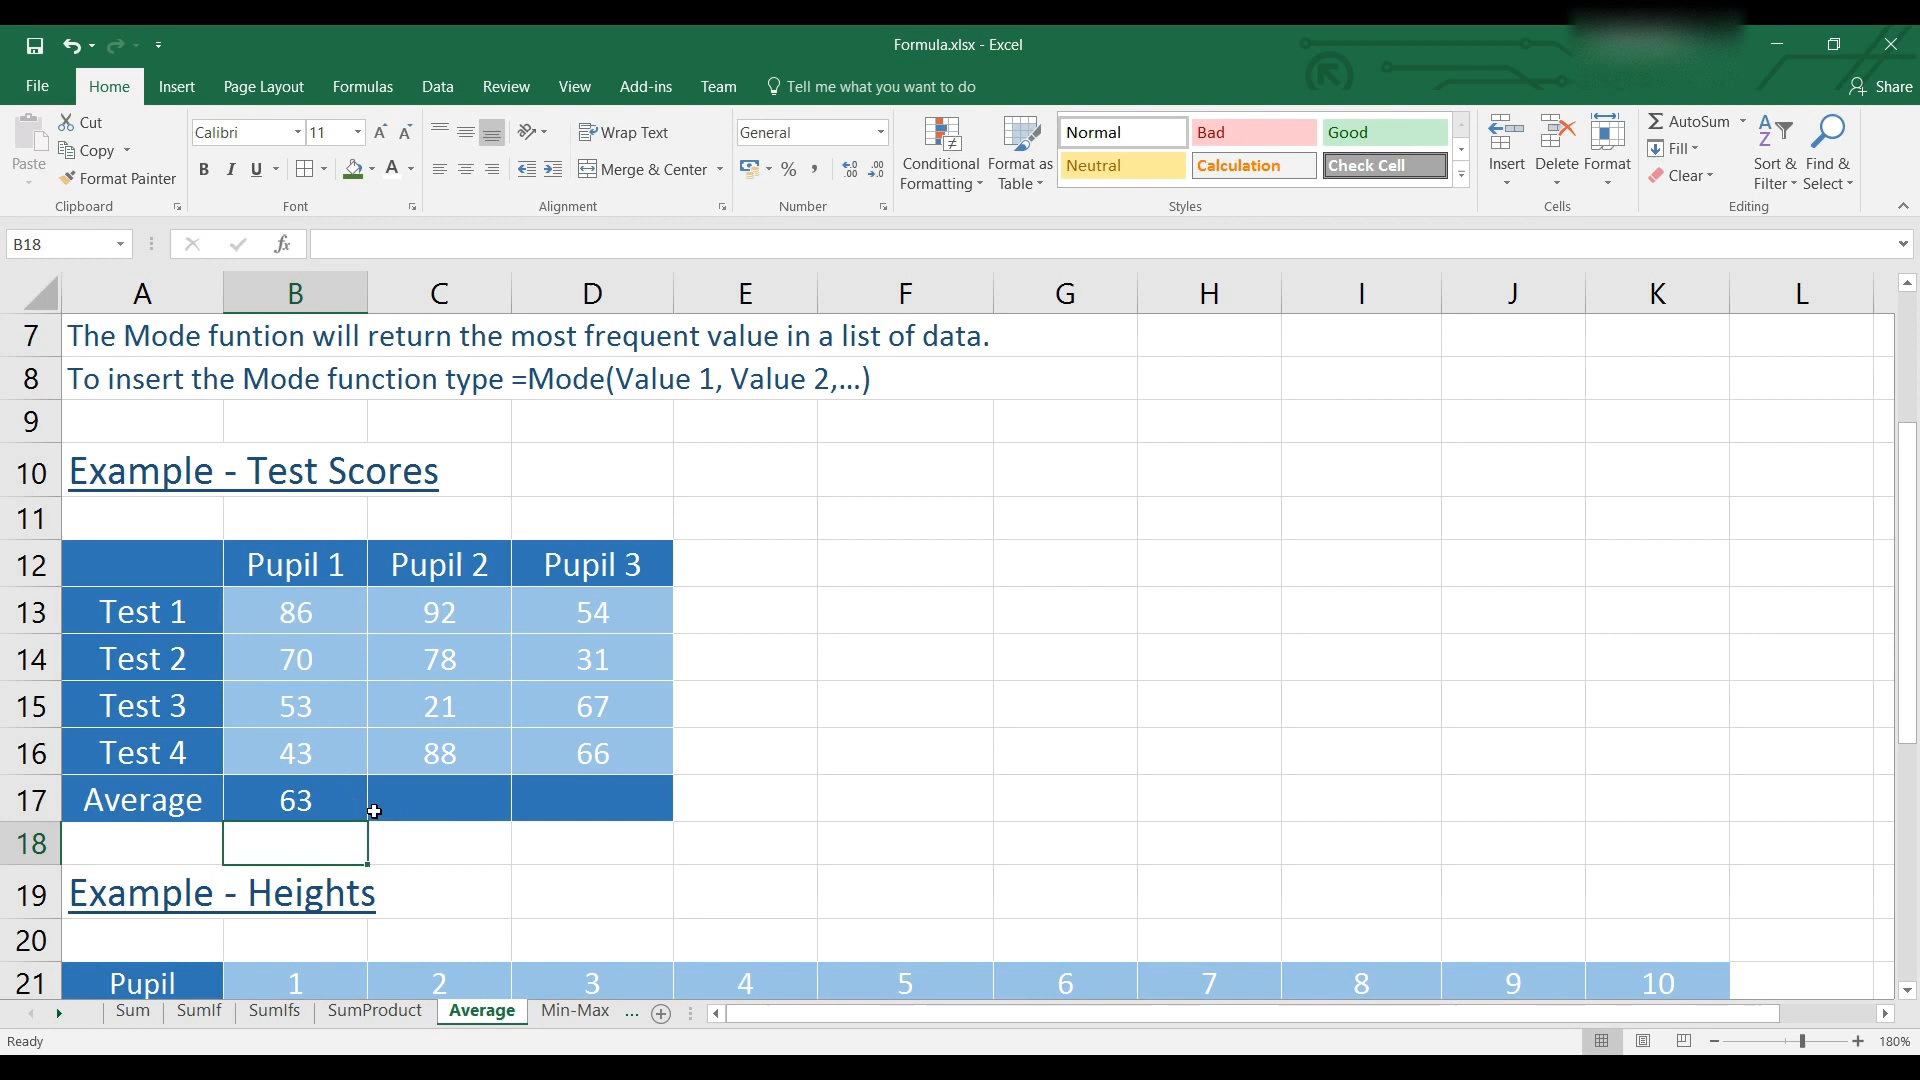 Formula.xlsx - Excel
File Home Insert Page Layout Formulas Data Review View Add-ins Team Tell me what you want to do Share
Paste
Cut
Copy
Format Painter
Clipboard
Calibri 11
B I U A
Font
Wrap Text
Merge & Center
Alignment
General
%
Number
Conditional Formatting
Format as Table
Normal Bad Good
Neutral Calculation Check Cell
Styles
Insert Delete Format
Cells
AutoSum
Fill
Clear
Sort & Filter
Find & Select
Editing
B18 fx
A B C D E F G H I J K L
7 The Mode funtion will return the most frequent value in a list of data.
8 To insert the Mode function type =Mode(Value 1, Value 2,...)
9
10 Example - Test Scores
11
12 Pupil 1 Pupil 2 Pupil 3
13 Test 1 86 92 54
14 Test 2 70 78 31
15 Test 3 53 21 67
16 Test 4 43 88 66
17 Average 63
18
19 Example - Heights
20
21 Pupil 1 2 3 4 5 6 7 8 9 10
Sum SumIf SumIfs SumProduct Average Min-Max ...
Ready 180%